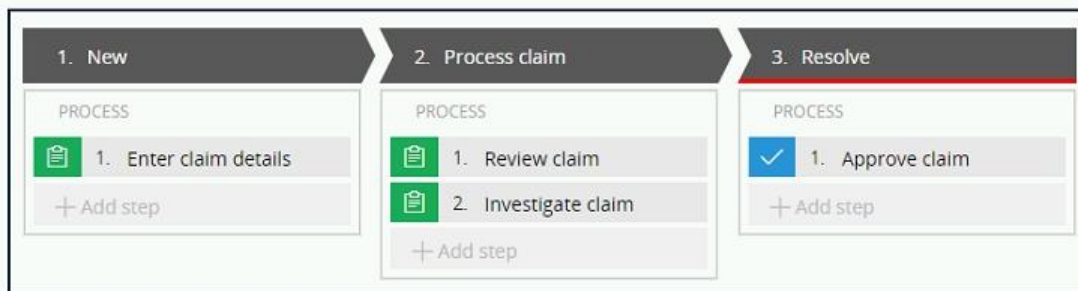 1. New
PROCESS
1. Enter claim details
+ Add step
2. Process claim
PROCESS
1. Review claim
2. Investigate claim
+ Add step
3. Resolve
PROCESS
1. Approve claim
+ Add step